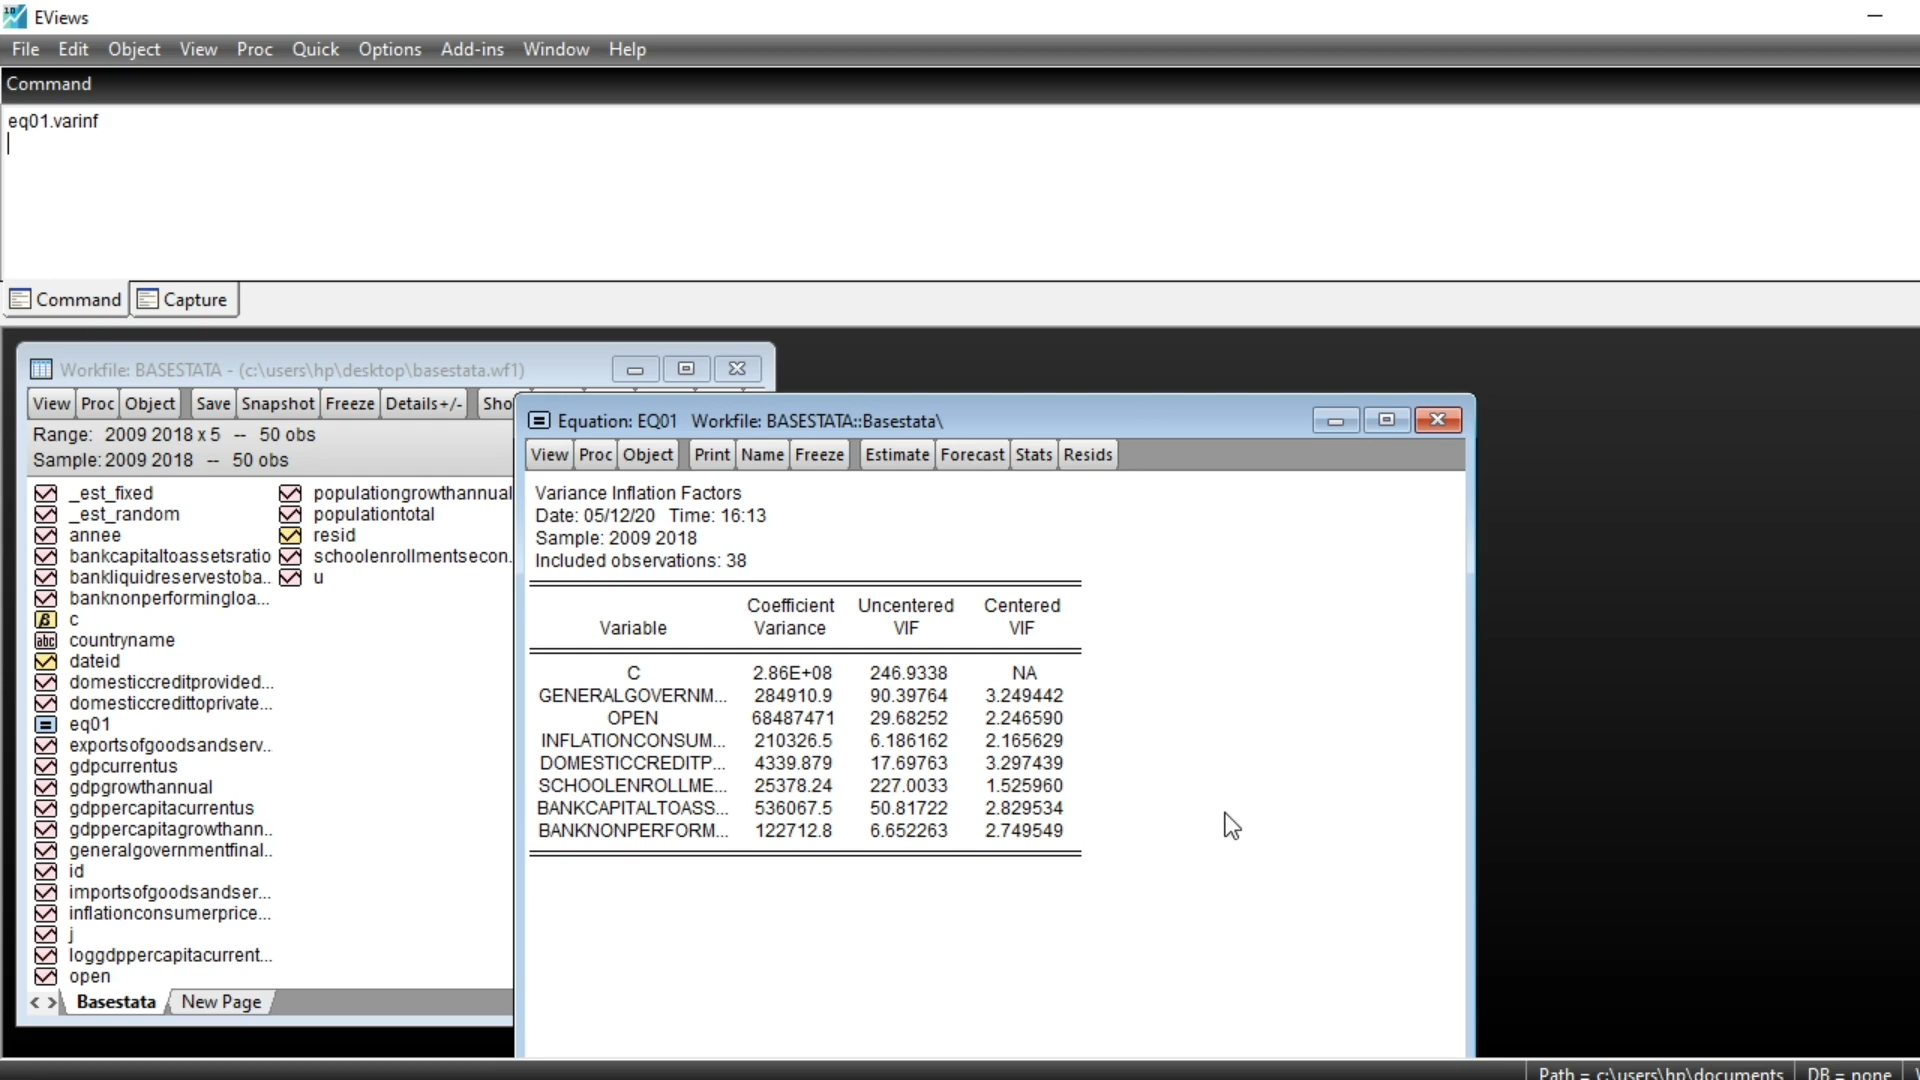 EViews
File Edit Object View Proc Quick Options Add-ins Window Help
Command
eq01.varinf
Command Capture
Workfile: BASESTATA - (c:\users\hp\desktop\basestata.wf1)
View Proc Object Save Snapshot Freeze Details+/- Sho
Range: 2009 2018 x 5 -- 50 obs
Sample: 2009 2018 -- 50 obs
_est_fixed
_est_random
annee
bankcapitaltoassetsratio
bankliquidreservestoba..
banknonperformingloa...
c
countryname
dateid
domesticcreditprovided...
domesticcredittoprivate...
eq01
exportsofgoodsandserv..
gdpcurrentus
gdpgrowthannual
gdppercapitacurrentus
gdppercapitagrowthann..
generalgovernmentfinal..
id
importsofgoodsandser...
inflationconsumerprice...
j
loggdppercapitacurrent...
open
populationgrowthannual
populationtotal
resid
schoolenrollmentsecon.
u
Basestata New Page
Equation: EQ01 Workfile: BASESTATA::Basestata\
View Proc Object Print Name Freeze Estimate Forecast Stats Resids
Variance Inflation Factors
Date: 05/12/20 Time: 16:13
Sample: 2009 2018
Included observations: 38
Coefficient Uncentered Centered
Variable Variance VIF VIF
C 2.86E+08 246.9338 NA
GENERALGOVERNM... 284910.9 90.39764 3.249442
OPEN 68487471 29.68252 2.246590
INFLATIONCONSUM... 210326.5 6.186162 2.165629
DOMESTICCREDITP... 4339.879 17.69763 3.297439
SCHOOLENROLLME... 25378.24 227.0033 1.525960
BANKCAPITALTOASS... 536067.5 50.81722 2.829534
BANKNONPERFORM... 122712.8 6.652263 2.749549
Path = c:\users\hp\documents DB = none